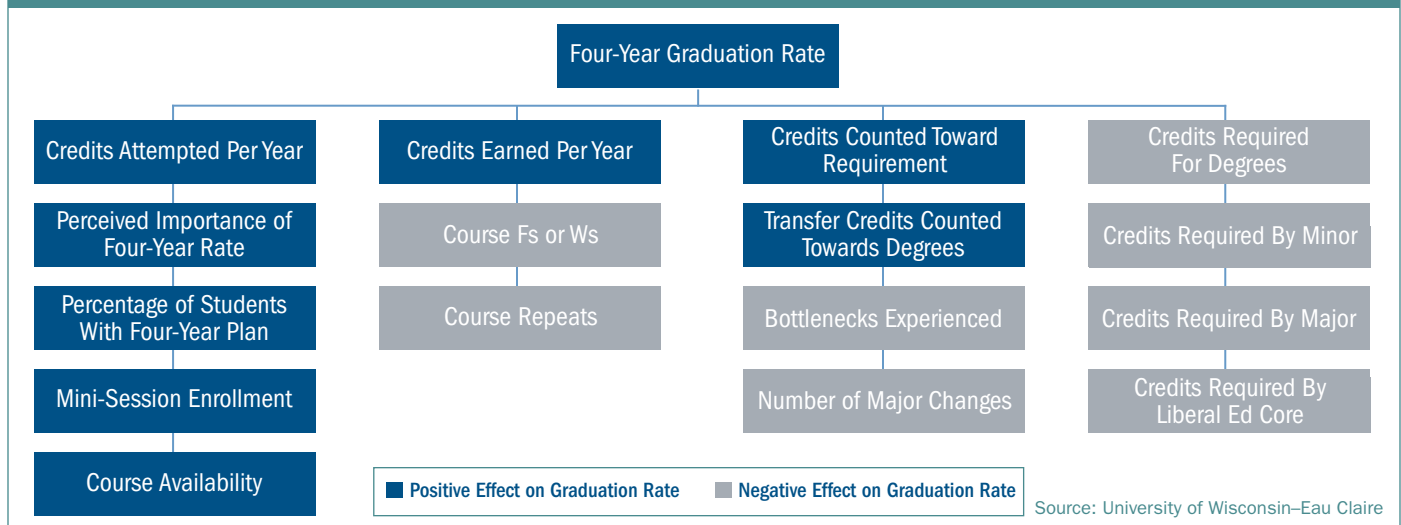 Four-Year Graduation Rate
Credits Attempted Per Year
Perceived Importance of
Four-Year Rate
Percentage of Students
With Four-Year Plan
Mini-Session Enrollment
Course Availability
Credits Earned Per Year
Course Fs or Ws
Course Repeats
Credits Counted Toward
Requirement
Transfer Credits Counted
Towards Degrees
Bottlenecks Experienced
Number of Major Changes
Credits Required
For Degrees
Credits Required By Minor
Credits Required By Major
Credits Required By
Liberal Ed Core
Positive Effect on Graduation Rate
Negative Effect on Graduation Rate
Source: University of Wisconsin–Eau Claire